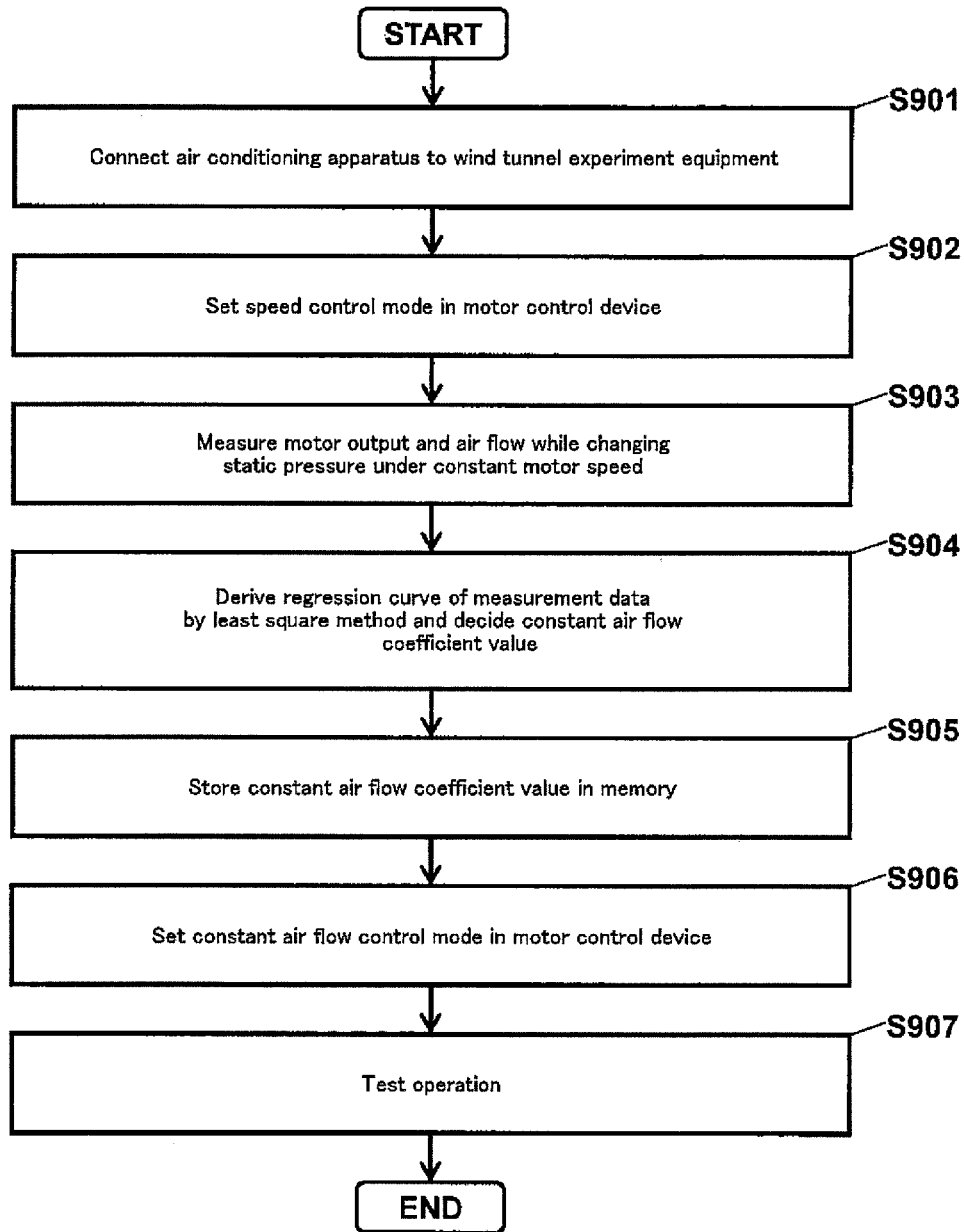 START
S901
Connect air conditioning apparatus to wind tunnel experiment equipment
S902
Set speed control mode in motor control device
S903
Measure motor output and air flow while changing
static pressure under constant motor speed
S904
Derive regression curve of measurement data
by least square method and decide constant air flow
coefficient value
S905
Store constant air flow coefficient value in memory
S906
Set constant air flow control mode in motor control device
S907
Test operation
END